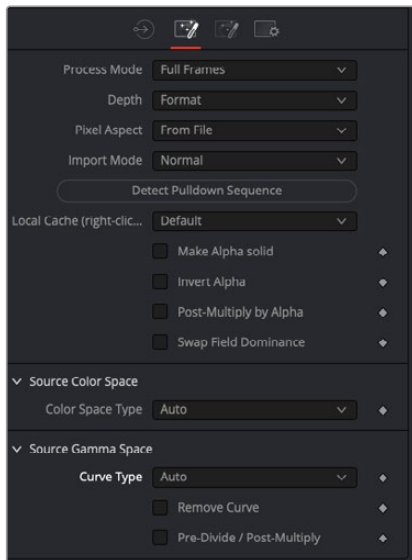 Process Mode Full Frames
Depth Format
Pixel Aspect From File
Import Mode Normal
Detect Pulldown Sequence
Local Cache (right-clic... Default
Make Alpha solid
Invert Alpha
Post-Multiply by Alpha
Swap Field Dominance
Source Color Space
Color Space Type Auto
Source Gamma Space
Curve Type Auto
Remove Curve
Pre-Divide / Post-Multiply